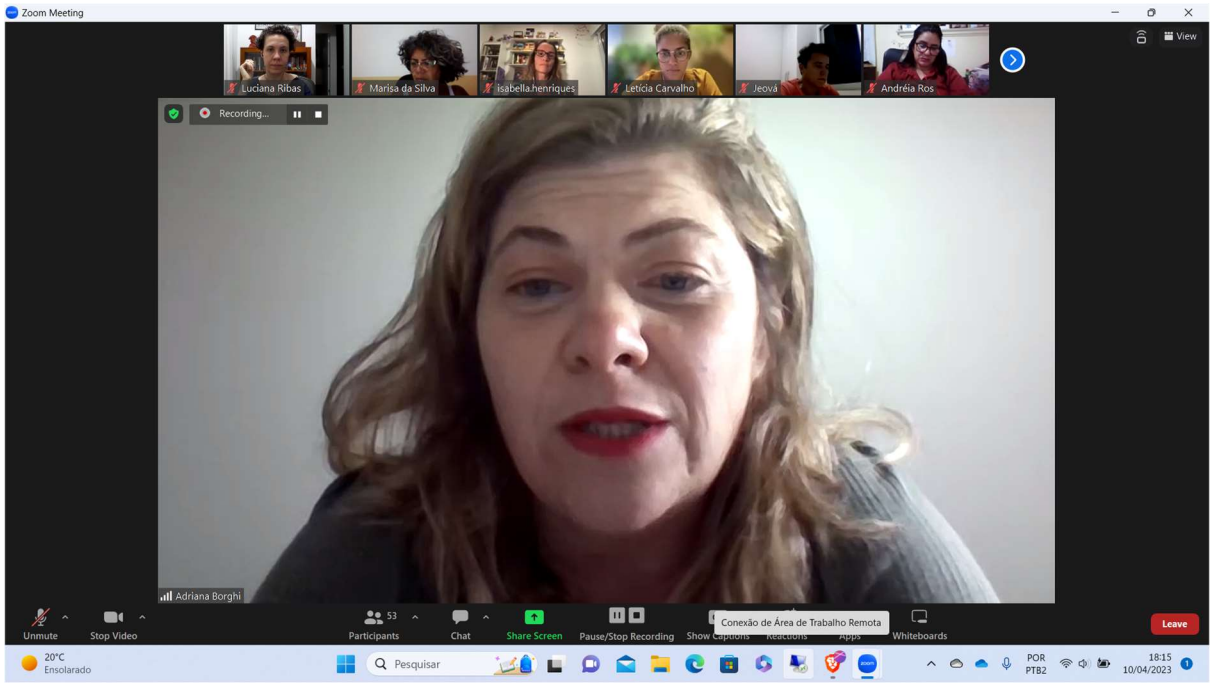 Zoom Meeting
View
Luciana Ribas
Marisa da Silva
isabella.henriques
Letícia Carvalho
Jeová
Andréia Ros
Recording...
Adriana Borghi
53
Unmute
Stop Video
Participants
Chat
Share Screen
Pause/Stop Recording
Show Captions
Reactions
Apps
Whiteboards
Conexão de Área de Trabalho Remota
Leave
20°C
Ensolarado
Pesquisar
zoom
POR
PTB2
18:15
10/04/2023
1